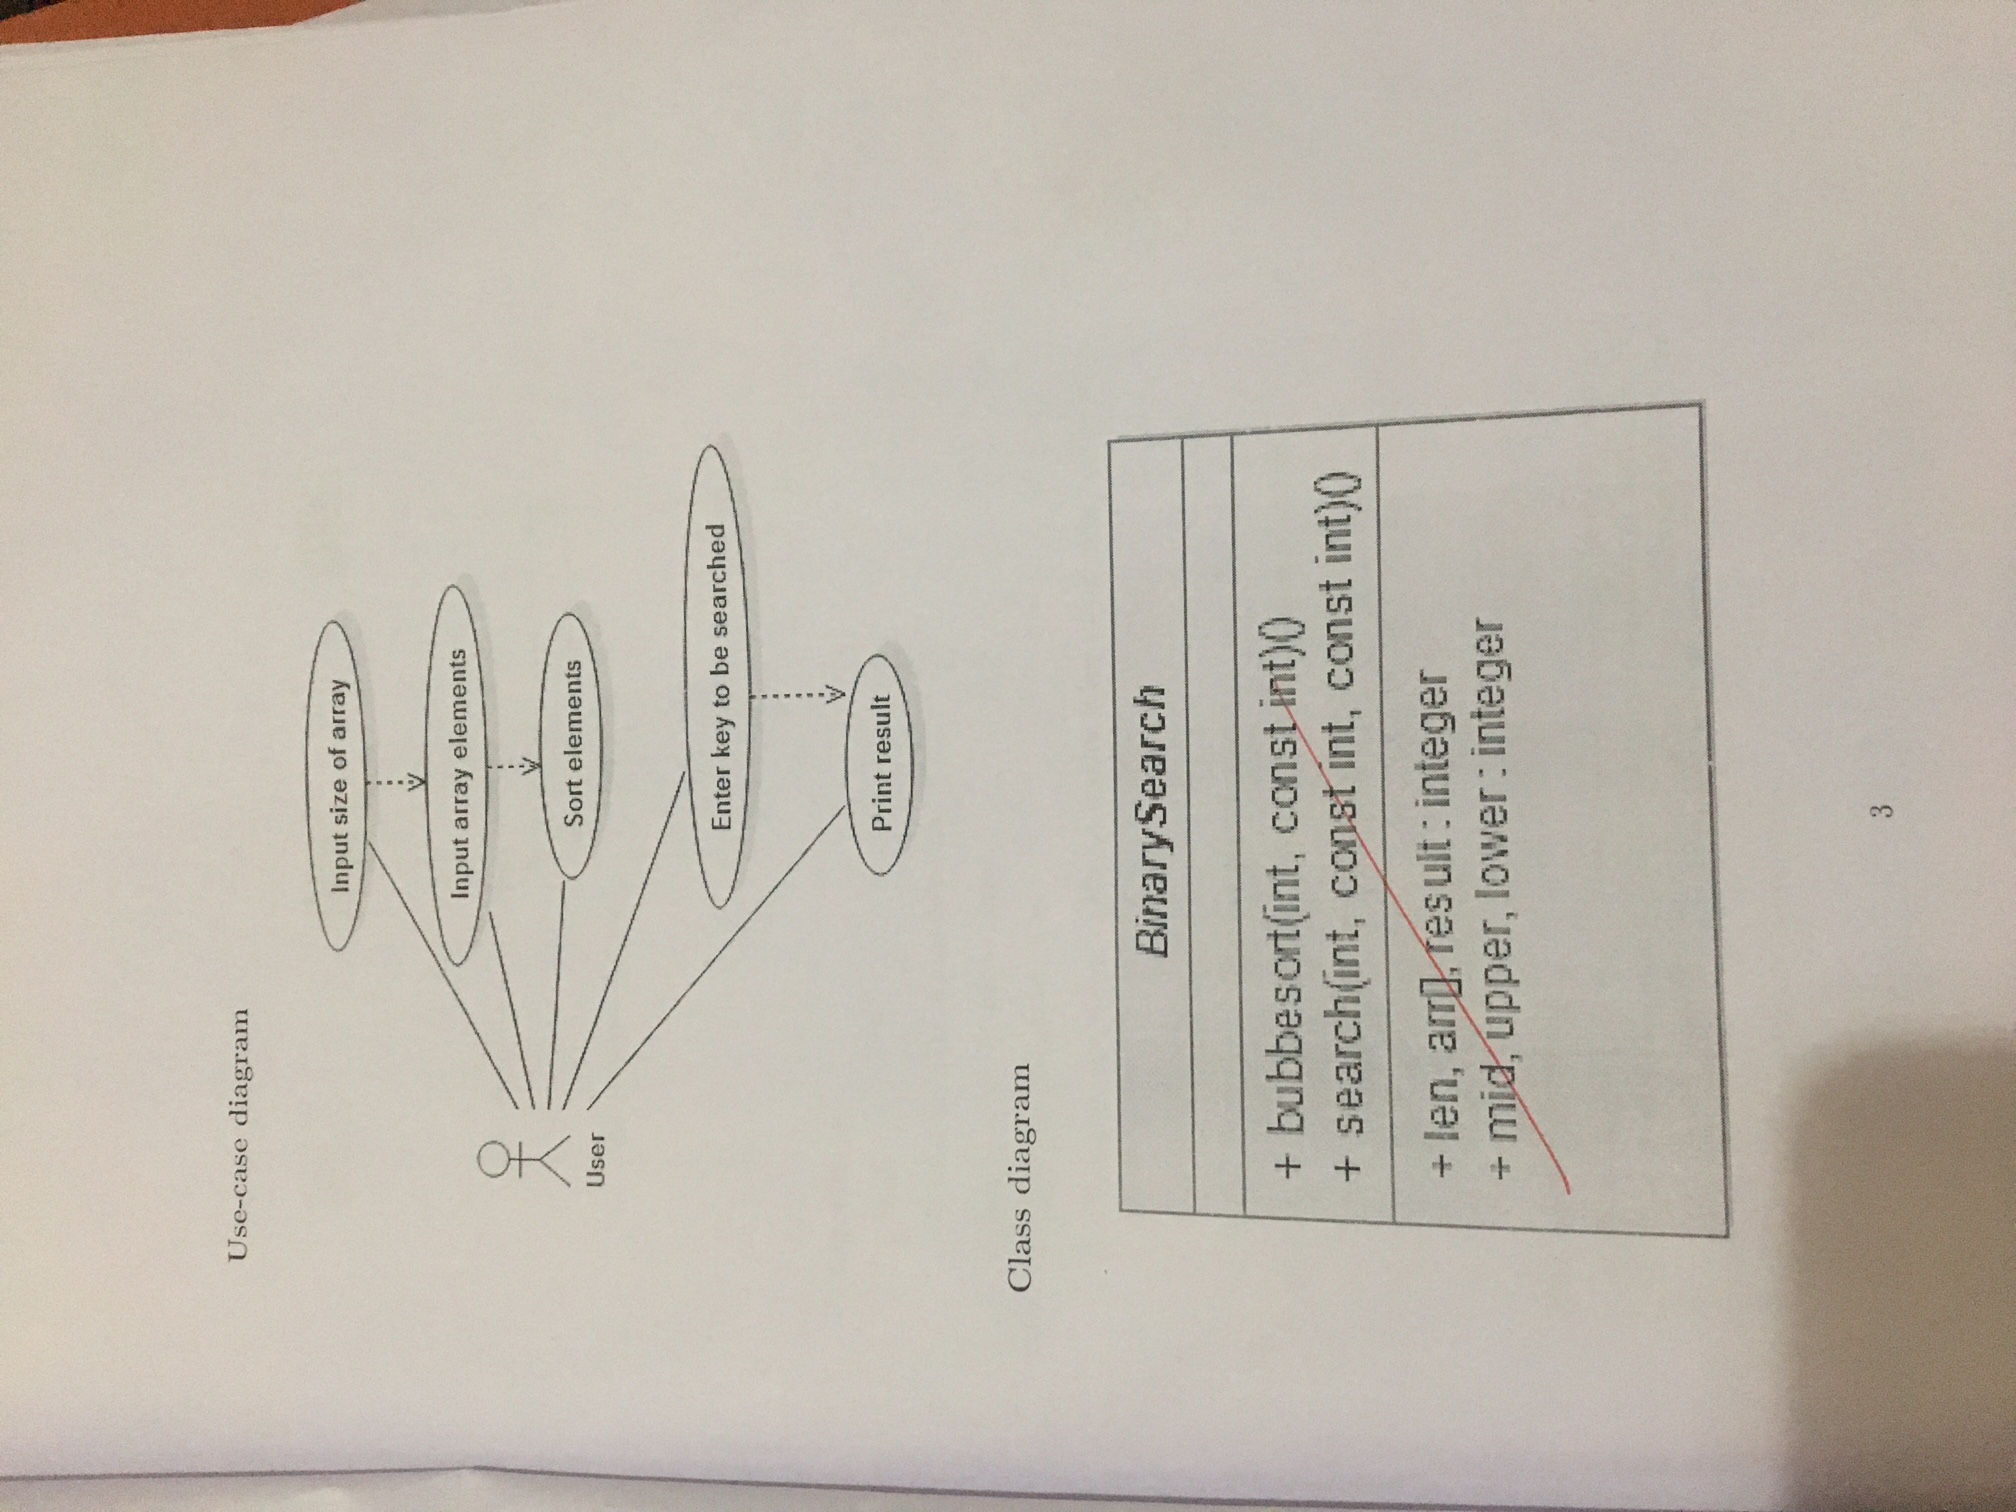 Use-case diagram
Input size of array
Input array elements
Sort elements
User
Enter key to be searched
Print result
Class diagram
BinarySearch
+ bubbesort(int, const int)()
+ search(int, const int, const int)()
+ len, arr[], result : integer
+ mid, upper, lower : integer
3